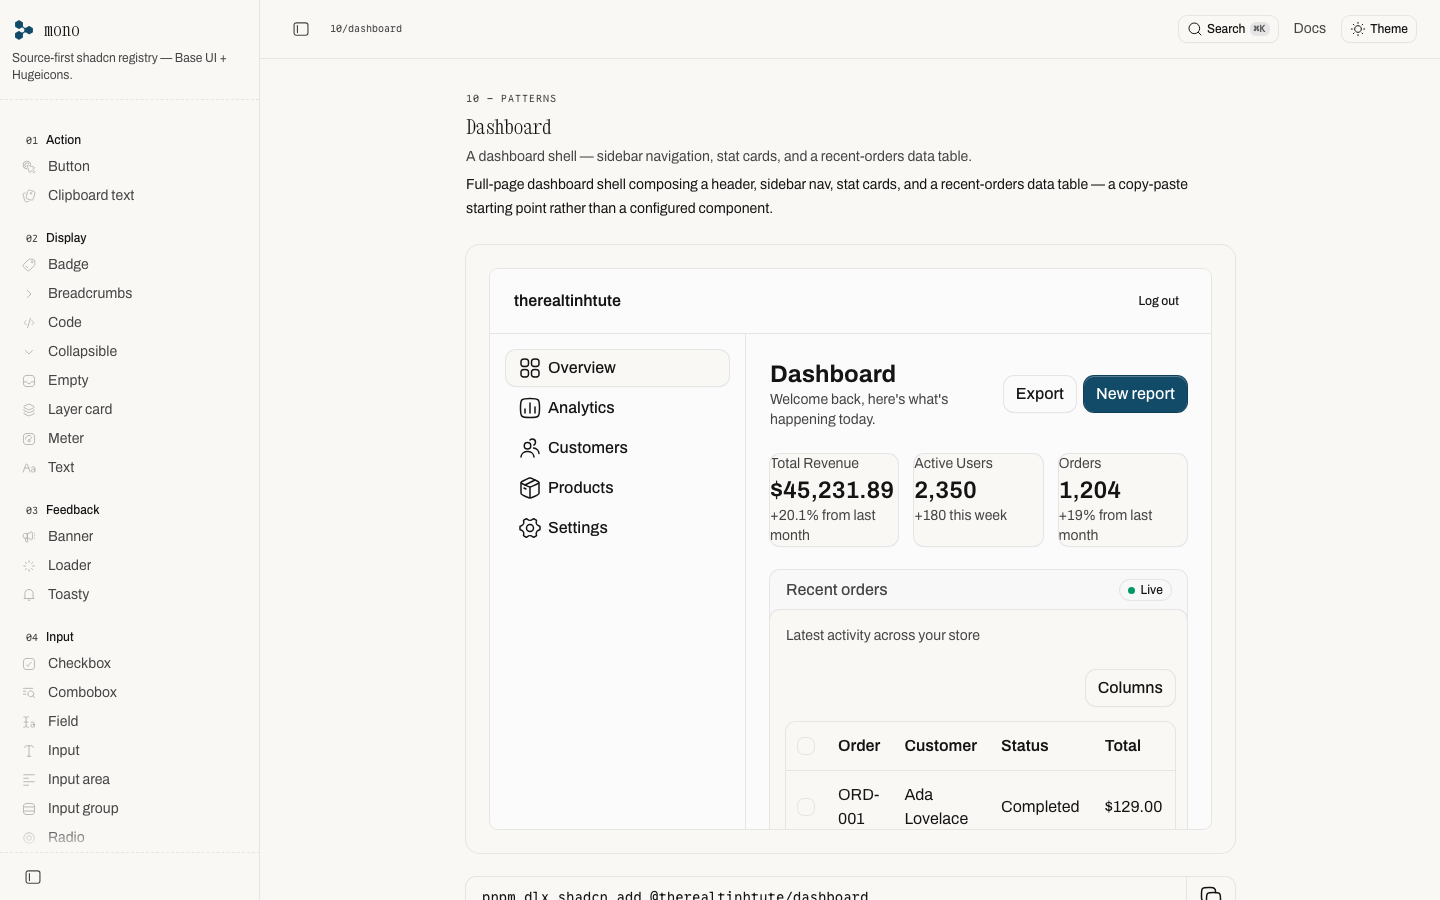 mono
Source-first shadcn registry — Base UI +
Hugeicons.
01 Action
Button
Clipboard text
02 Display
Badge
Breadcrumbs
Code
Collapsible
Empty
Layer card
Meter
Text
03 Feedback
Banner
Loader
Toasty
04 Input
Checkbox
Combobox
Field
Input
Input area
Input group
Radio
10/dashboard
Search ⌘K
Docs
Theme
10 — PATTERNS
Dashboard
A dashboard shell — sidebar navigation, stat cards, and a recent-orders data table.
Full-page dashboard shell composing a header, sidebar nav, stat cards, and a recent-orders data table — a copy-paste
starting point rather than a configured component.
therealtinhtute
Log out
Overview
Analytics
Customers
Products
Settings
Dashboard
Welcome back, here's what's
happening today.
Export
New report
Total Revenue
$45,231.89
+20.1% from last
month
Active Users
2,350
+180 this week
Orders
1,204
+19% from last
month
Recent orders
Live
Latest activity across your store
Columns
Order Customer Status Total
ORD-
001
Ada
Lovelace
Completed
$129.00
pnpm dlx shadcn add @therealtinhtute/dashboard